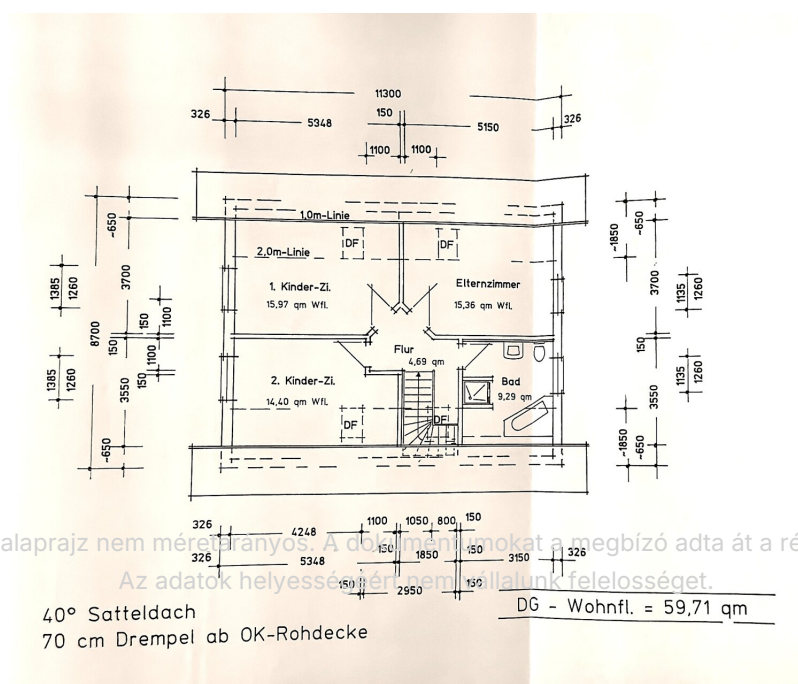 11300
326
5348
150
5150
326
1100
1100
1,0m-Linie
2,0m-Linie
DF
DF
1. Kinder-Zi.
15,97 qm Wfl.
Elternzimmer
15,36 qm Wfl.
Flur
4,69 qm
2. Kinder-Zi.
14,40 qm Wfl.
Bad
9,29 qm
DF
DF
~650
3700
1385
1260
150
1100
8700
150
1100
1385
1260
3550
150
~650
~1850
~650
3700
1135
1260
150
1135
1260
3550
~1850
~650
326
4248
1100
1050
800
150
326
5348
150
1850
150
3150
326
150
2950
150
alaprajz nem méretarányos. A dokumentumokat a megbízó adta át a ré
Az adatok helyességéért nem vállalunk felelosséget.
40° Satteldach
70 cm Drempel ab OK-Rohdecke
DG - Wohnfl. = 59,71 qm